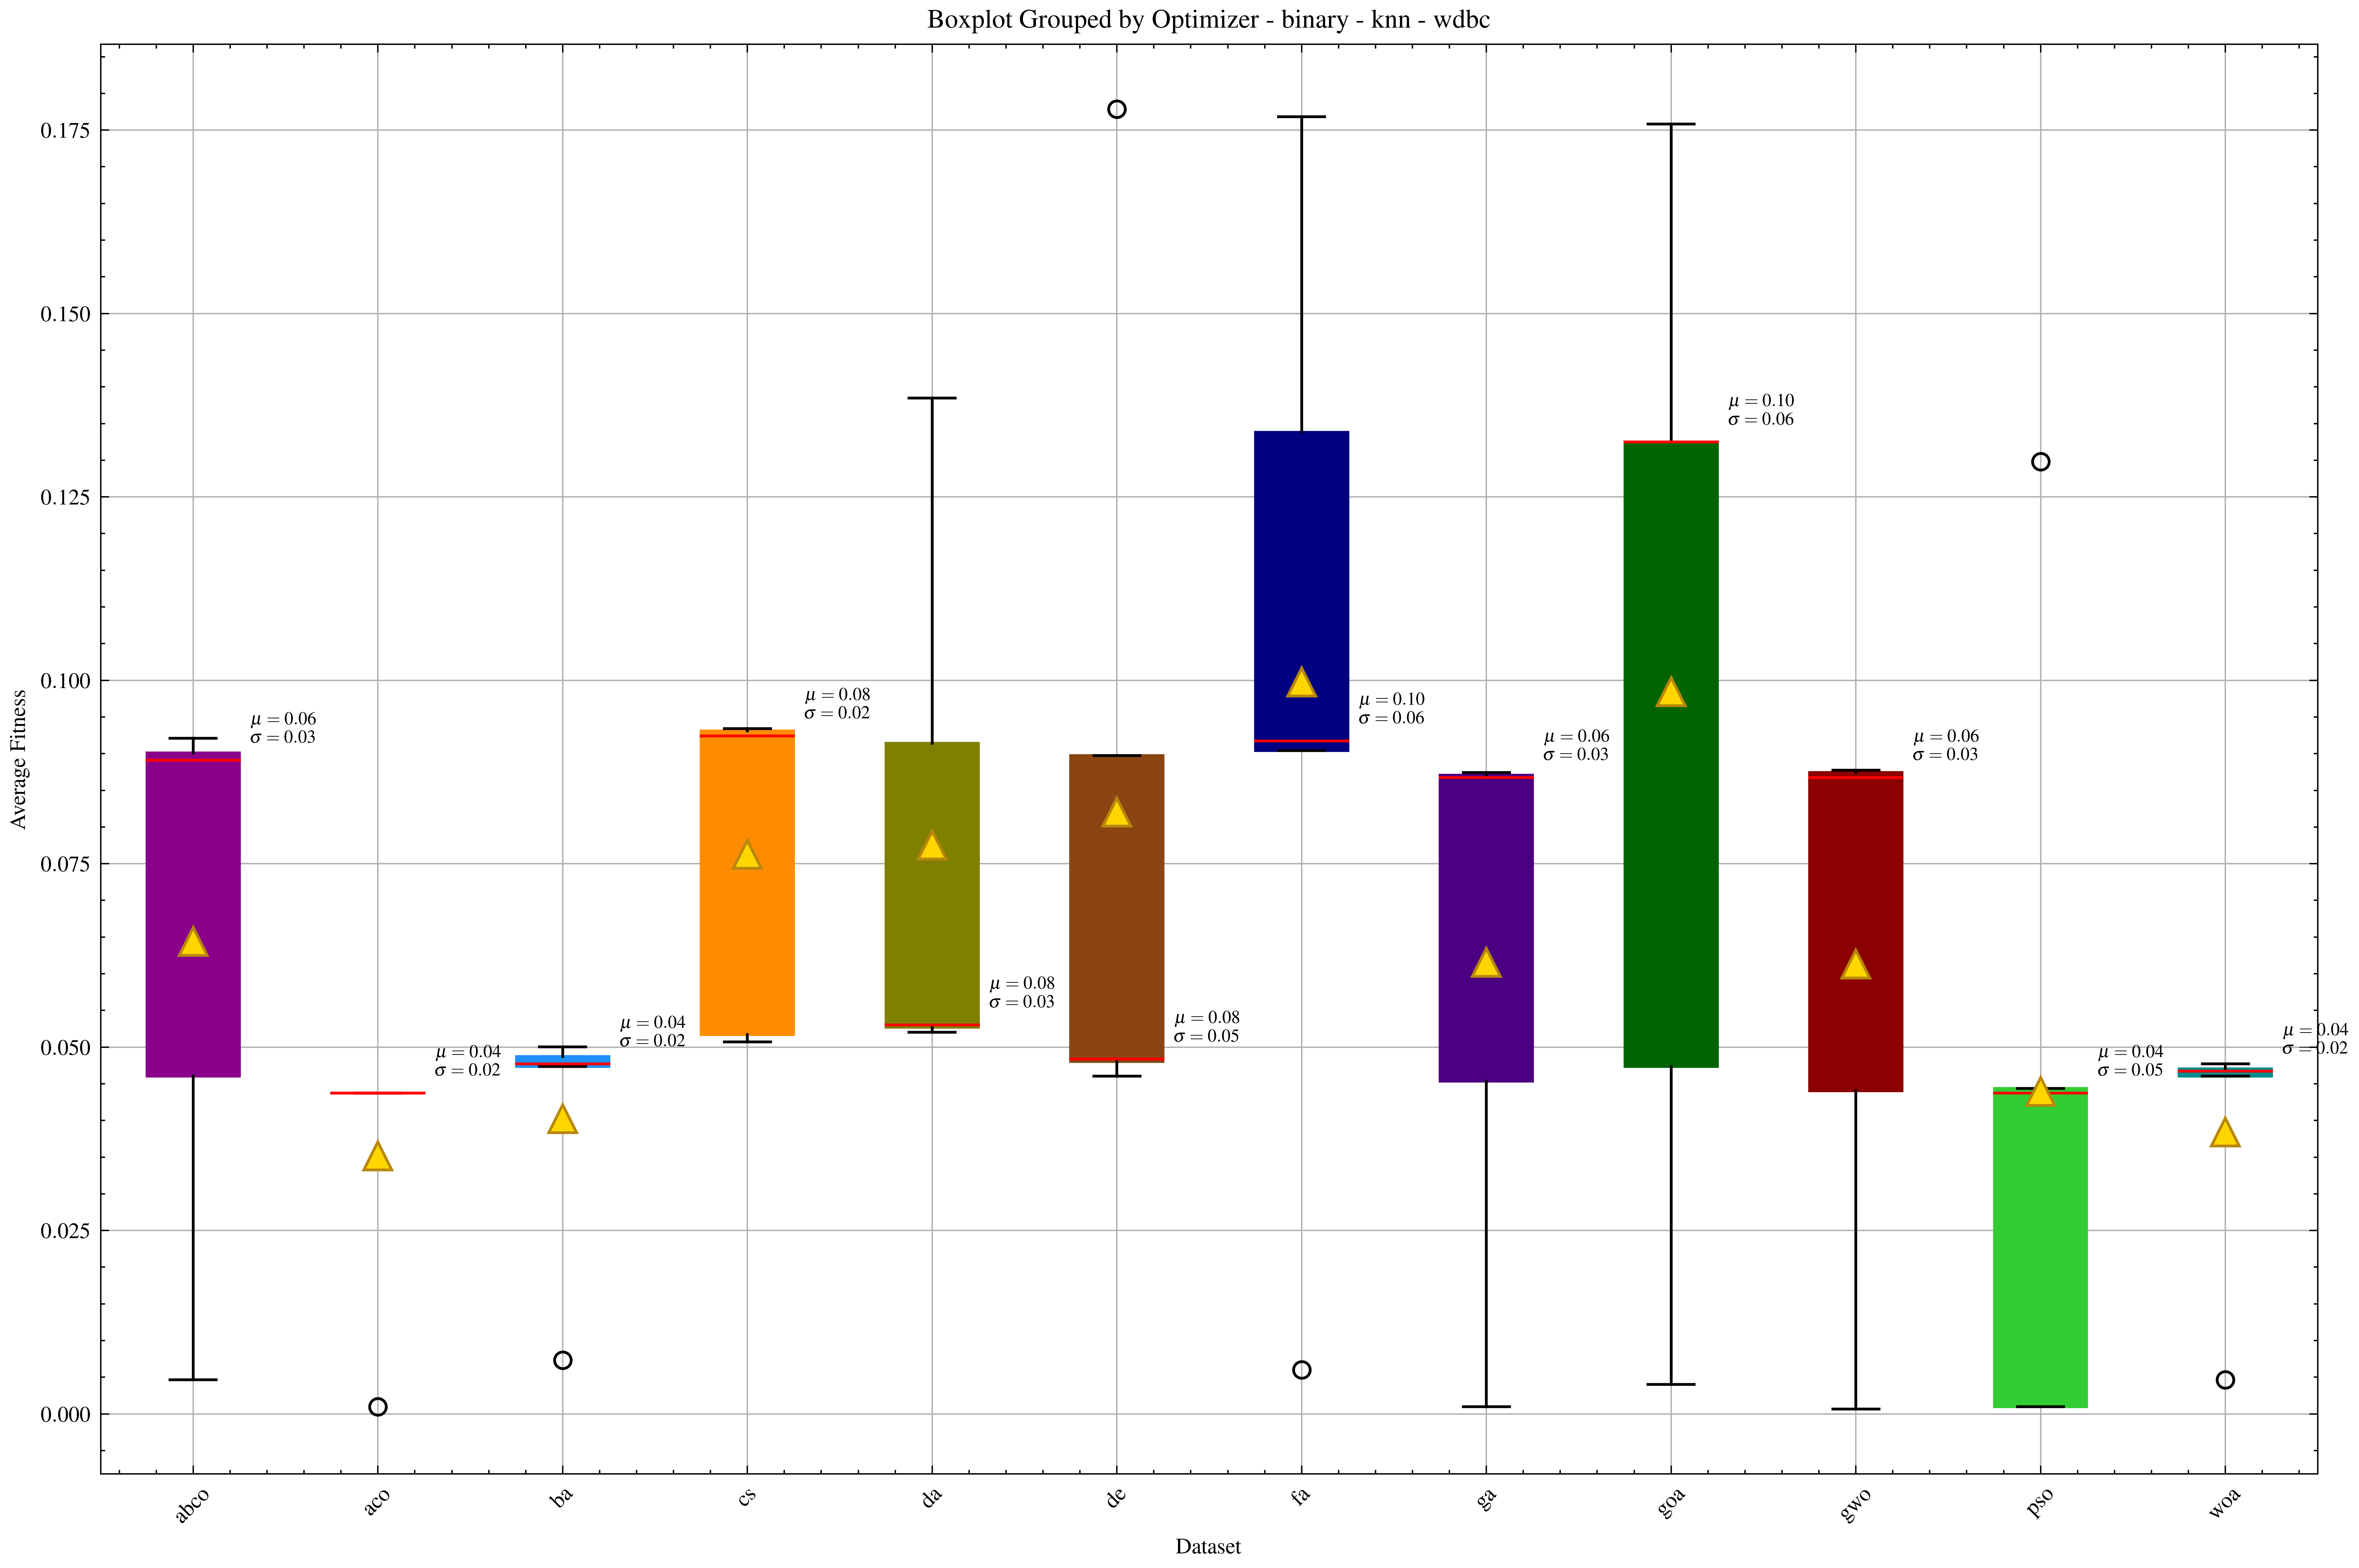 Boxplot Grouped by Optimizer - binary - knn - wdbc
Average Fitness
0.175
0.150
0.125
0.100
0.075
0.050
0.025
0.000
μ = 0.06
σ = 0.03
μ = 0.04
σ = 0.02
μ = 0.04
σ = 0.02
μ = 0.08
σ = 0.02
μ = 0.08
σ = 0.03
μ = 0.08
σ = 0.05
μ = 0.10
σ = 0.06
μ = 0.06
σ = 0.03
μ = 0.10
σ = 0.06
μ = 0.06
σ = 0.03
μ = 0.04
σ = 0.05
μ = 0.04
σ = 0.02
abco
aco
ba
cs
da
de
fa
ga
goa
gwo
pso
woa
Dataset